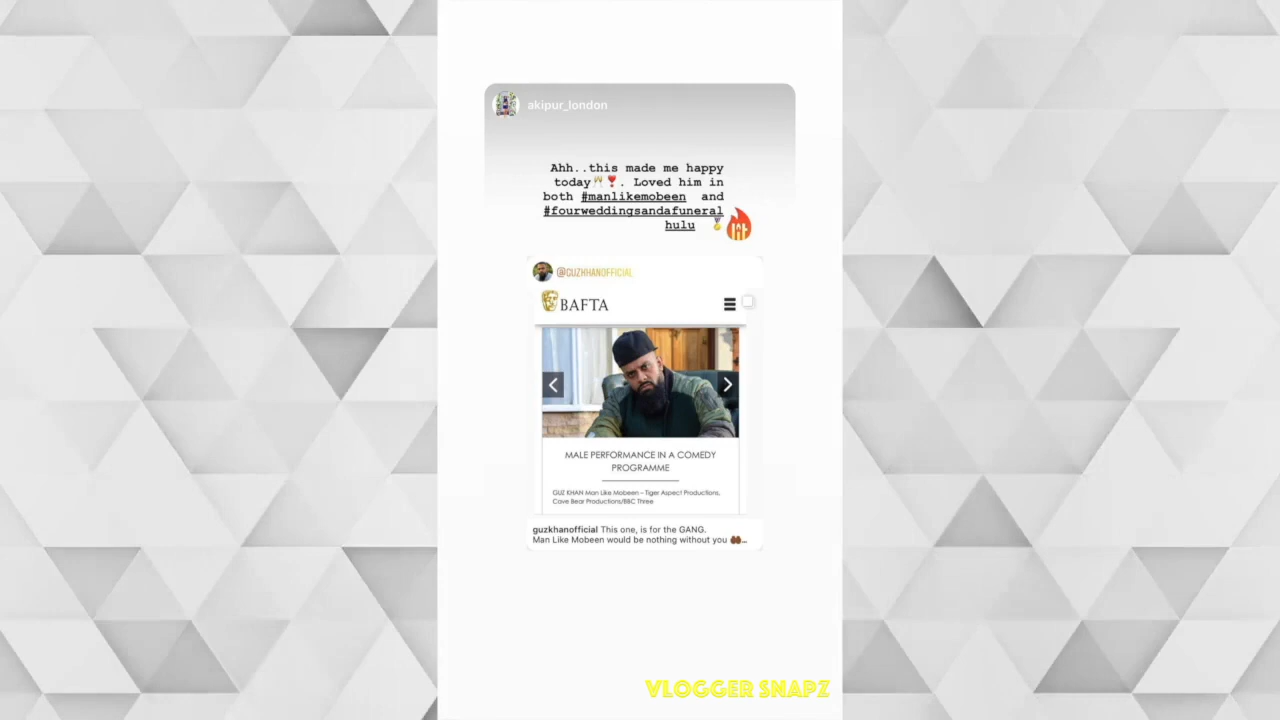 akipur_london
Ahh..this made me happy
today🥂❣️. Loved him in
both #manlikemobeen and
#fourweddingsandafuneral
hulu 🏅
lit
@GUZKHANOFFICIAL
BAFTA
MALE PERFORMANCE IN A COMEDY
PROGRAMME
GUZ KHAN Man Like Mobeen – Tiger Aspect Productions,
Cave Bear Productions/BBC Three
guzkhanofficial This one, is for the GANG.
Man Like Mobeen would be nothing without you 🤲🏾...
VLOGGER SNAPZ